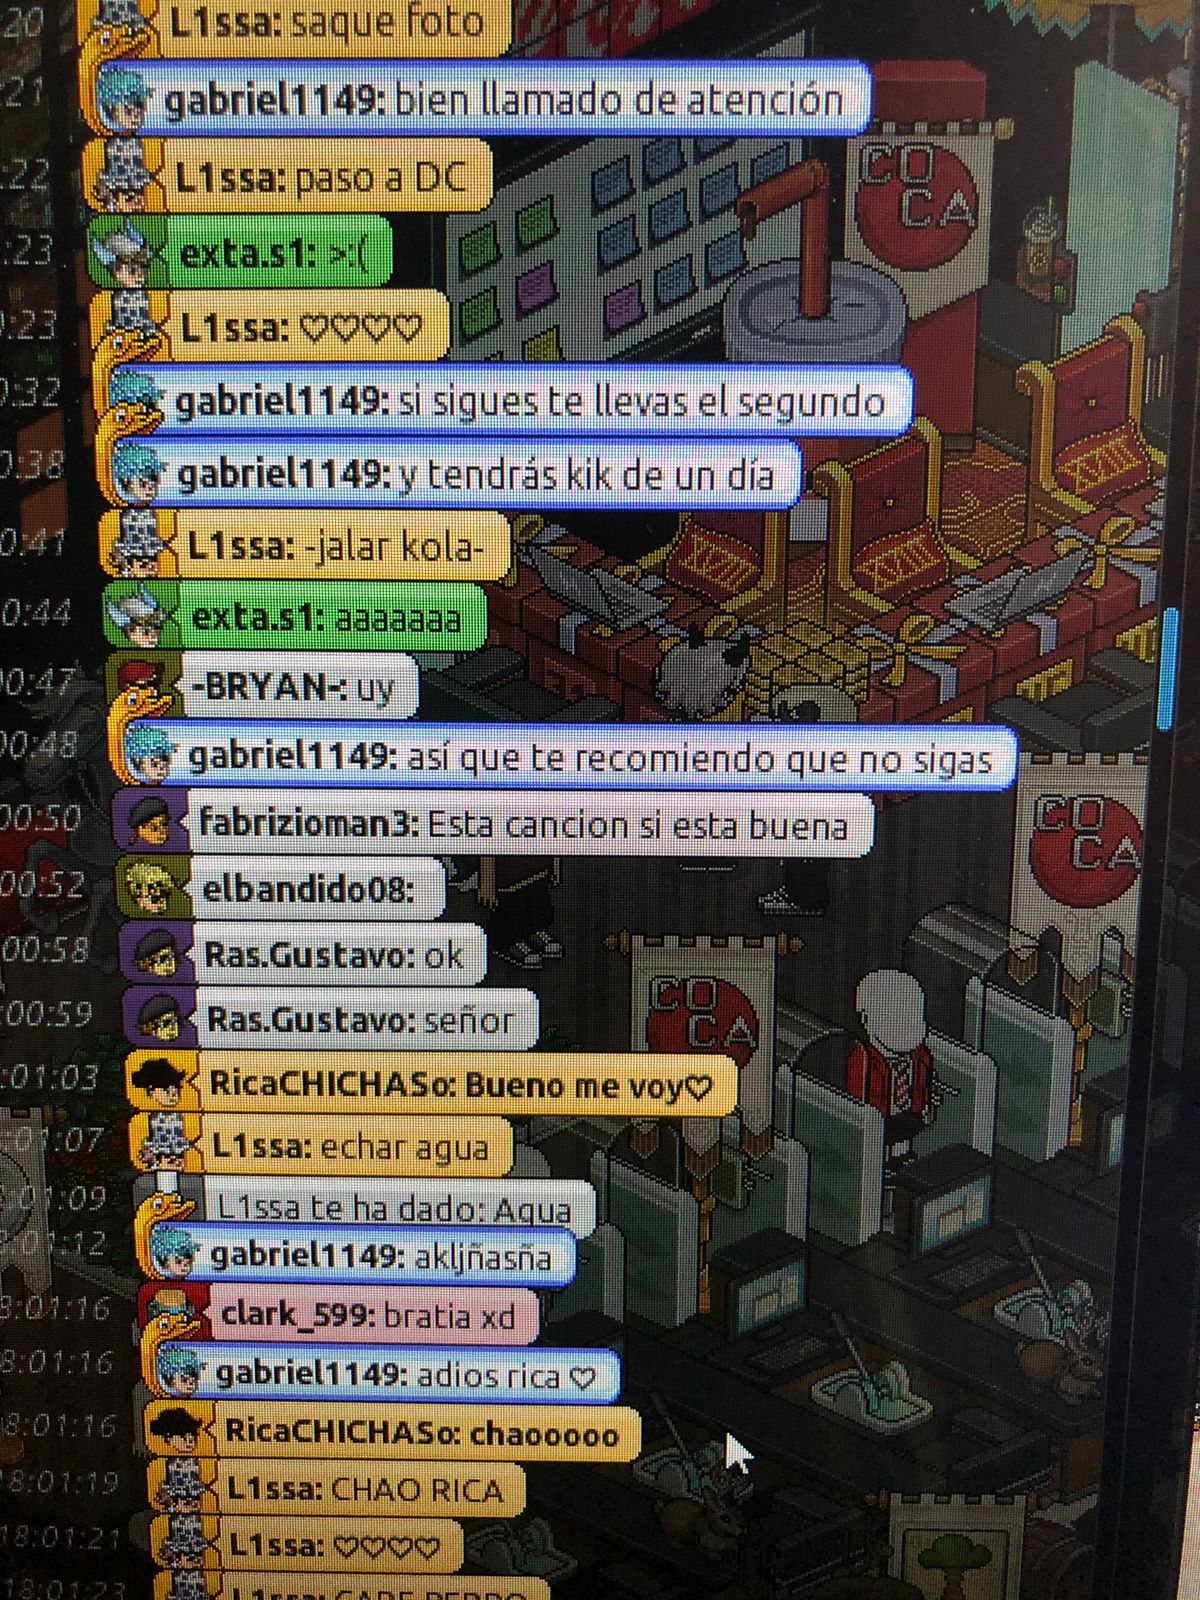 :20
L1ssa: saque foto
:21
gabriel1149: bien llamado de atención
:22
L1ssa: paso a DC
:23
exta.s1: >:(
:23
L1ssa: ♡♡♡♡
0:32
gabriel1149: si sigues te llevas el segundo
0:38
gabriel1149: y tendrás kik de un día
0:41
L1ssa: -jalar kola-
0:44
exta.s1: aaaaaaa
00:47
-BRYAN-: uy
00:48
gabriel1149: así que te recomiendo que no sigas
00:50
fabrizioman3: Esta cancion si esta buena
00:52
elbandido08:
00:58
Ras.Gustavo: ok
00:59
Ras.Gustavo: señor
:01:03
RicaCHICHASo: Bueno me voy♡
:01:07
L1ssa: echar agua
:01:09
L1ssa te ha dado: Agua
:01:12
gabriel1149: akljñasña
8:01:16
clark_599: bratia xd
8:01:16
gabriel1149: adios rica ♡
8:01:16
RicaCHICHASo: chaooooo
8:01:19
L1ssa: CHAO RICA
18:01:21
L1ssa: ♡♡♡♡
18:01:23
L1ssa:
CO
CA
XVIII
XVIII
XVIII
CO
CA
CO
CA